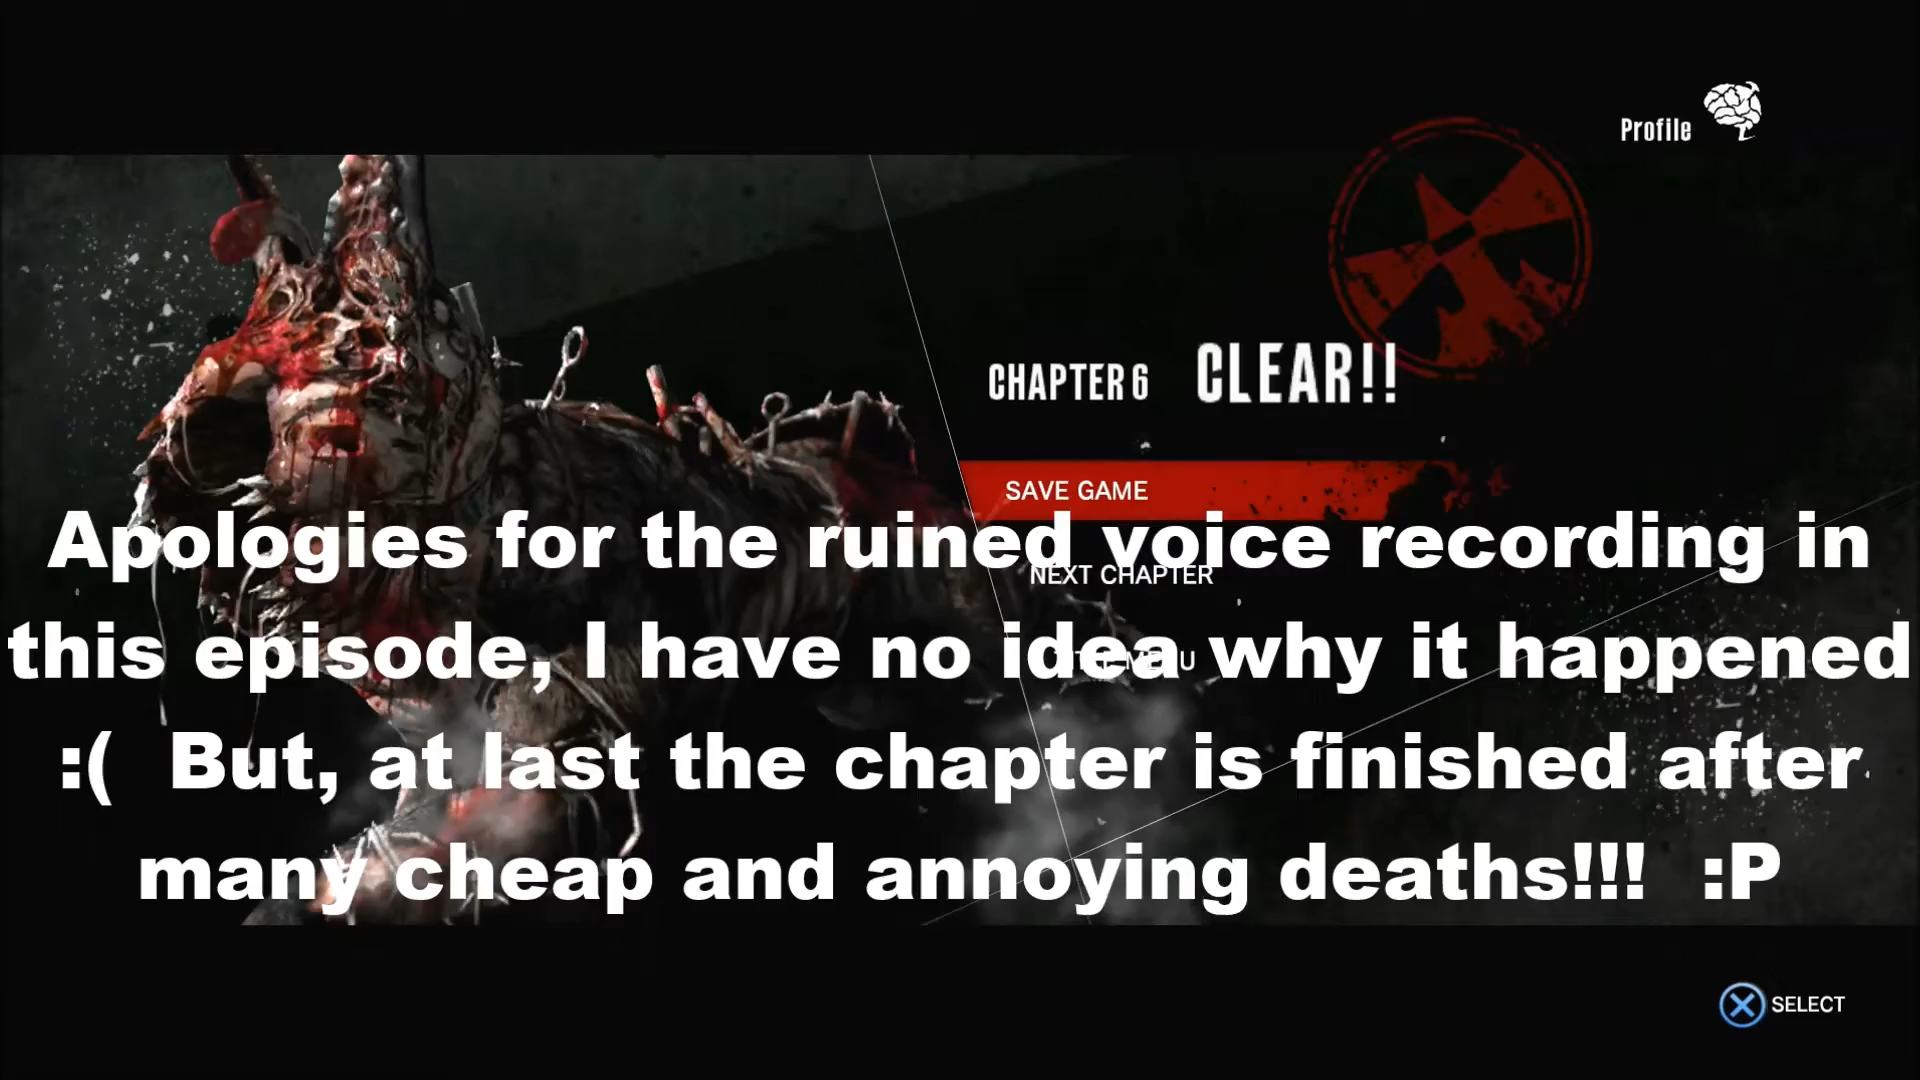 Profile
CHAPTER 6 CLEAR!!
SAVE GAME
Apologies for the ruined voice recording in
NEXT CHAPTER
this episode, I have no idea why it happened
:( But, at last the chapter is finished after
many cheap and annoying deaths!!! :P
SELECT